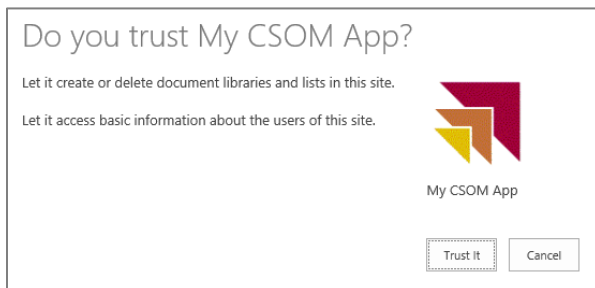 Do you trust My CSOM App?
Let it create or delete document libraries and lists in this site.
Let it access basic information about the users of this site.
My CSOM App
Trust It
Cancel